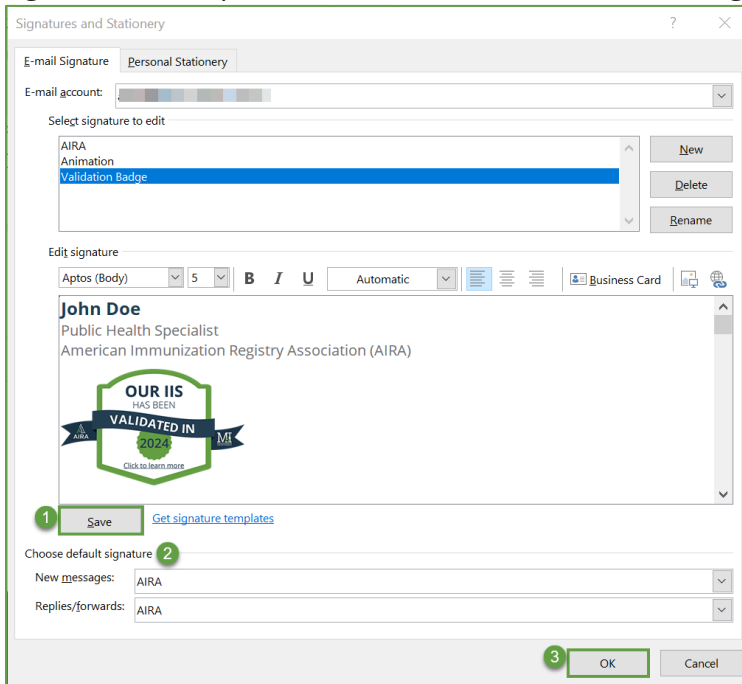 Signatures and Stationery ? ×
E-mail Signature Personal Stationery
E-mail account:
Select signature to edit
AIRA
Animation
Validation Badge
New
Delete
Rename
Edit signature
Aptos (Body) 5 B I U Automatic Business Card
John Doe
Public Health Specialist
American Immunization Registry Association (AIRA)
OUR IIS
HAS BEEN
VALIDATED IN
AIRA
2024
Click to learn more
1 Save Get signature templates
Choose default signature 2
New messages: AIRA
Replies/forwards: AIRA
3 OK Cancel